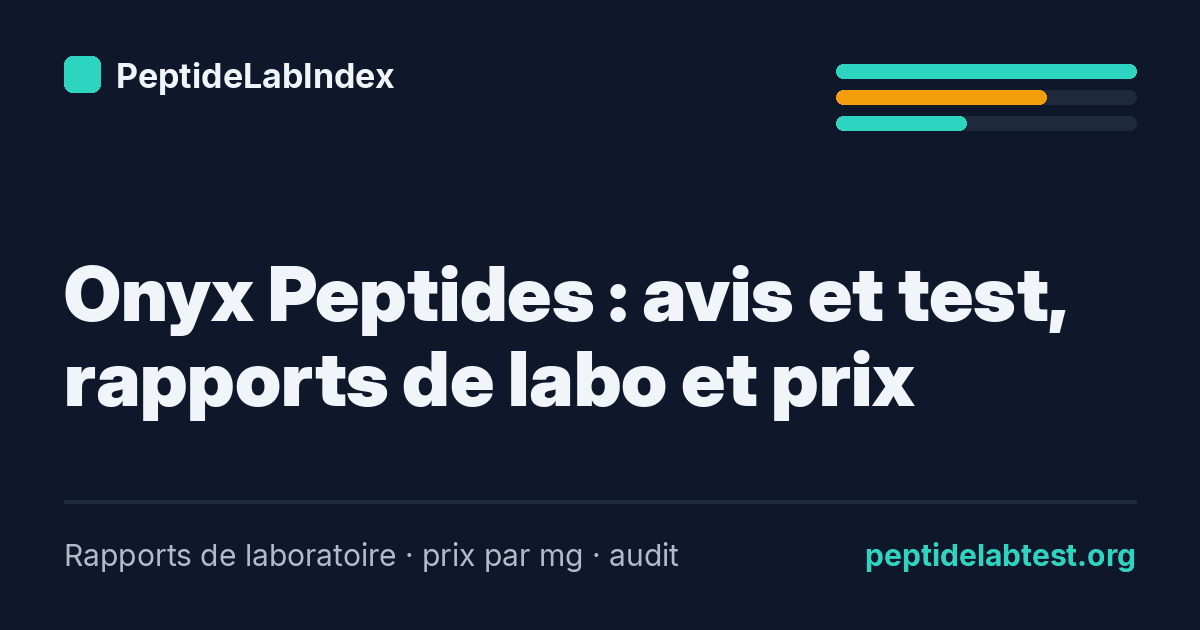 PeptideLabIndex
Onyx Peptides : avis et test,
rapports de labo et prix
Rapports de laboratoire · prix par mg · audit
peptidelabtest.org